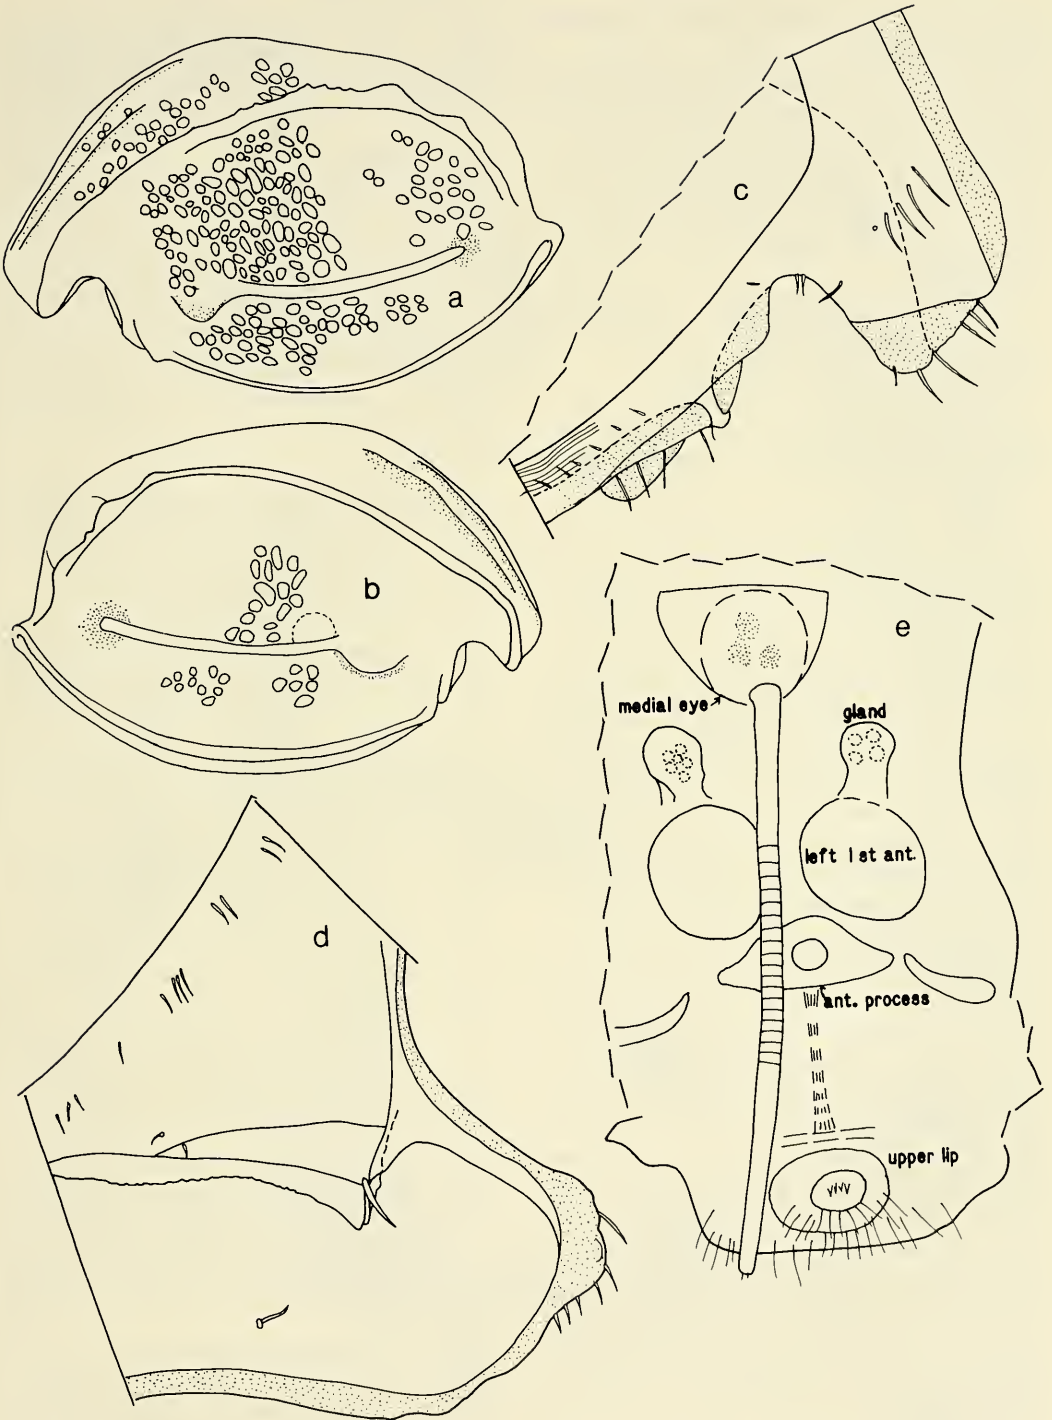 a
b
c
d
e
medial eye
gland
left 1st ant.
ant. process
upper lip